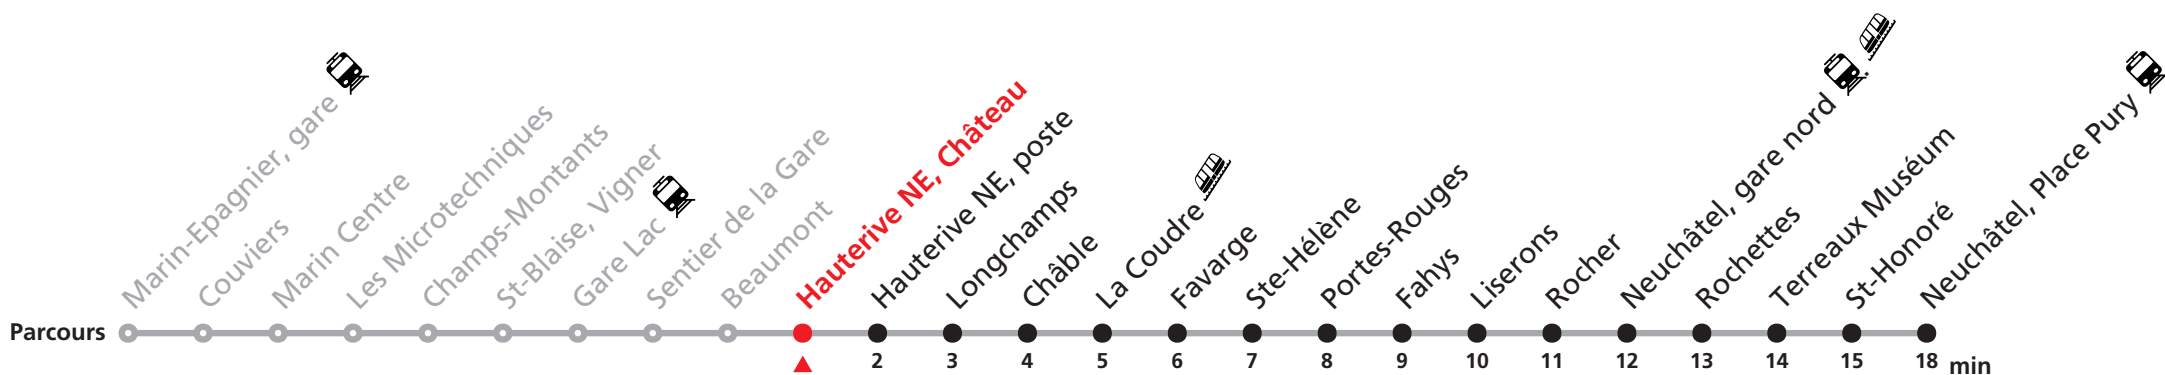 Marin-Epagnier, gare
Couviers
Marin Centre
Les Microtechniques
Champs-Montants
St-Blaise, Vigner
Gare Lac
Sentier de la Gare
Beaumont
Hauterive NE, Château
Hauterive NE, poste
Longchamps
Châble
La Coudre
Favarge
Ste-Hélène
Portes-Rouges
Fahys
Liserons
Rocher
Neuchâtel, gare nord
Rochettes
Terreaux Muséum
St-Honoré
Neuchâtel, Place Pury
Parcours
2 3 4 5 6 7 8 9 10 11 12 13 14 15 18 min